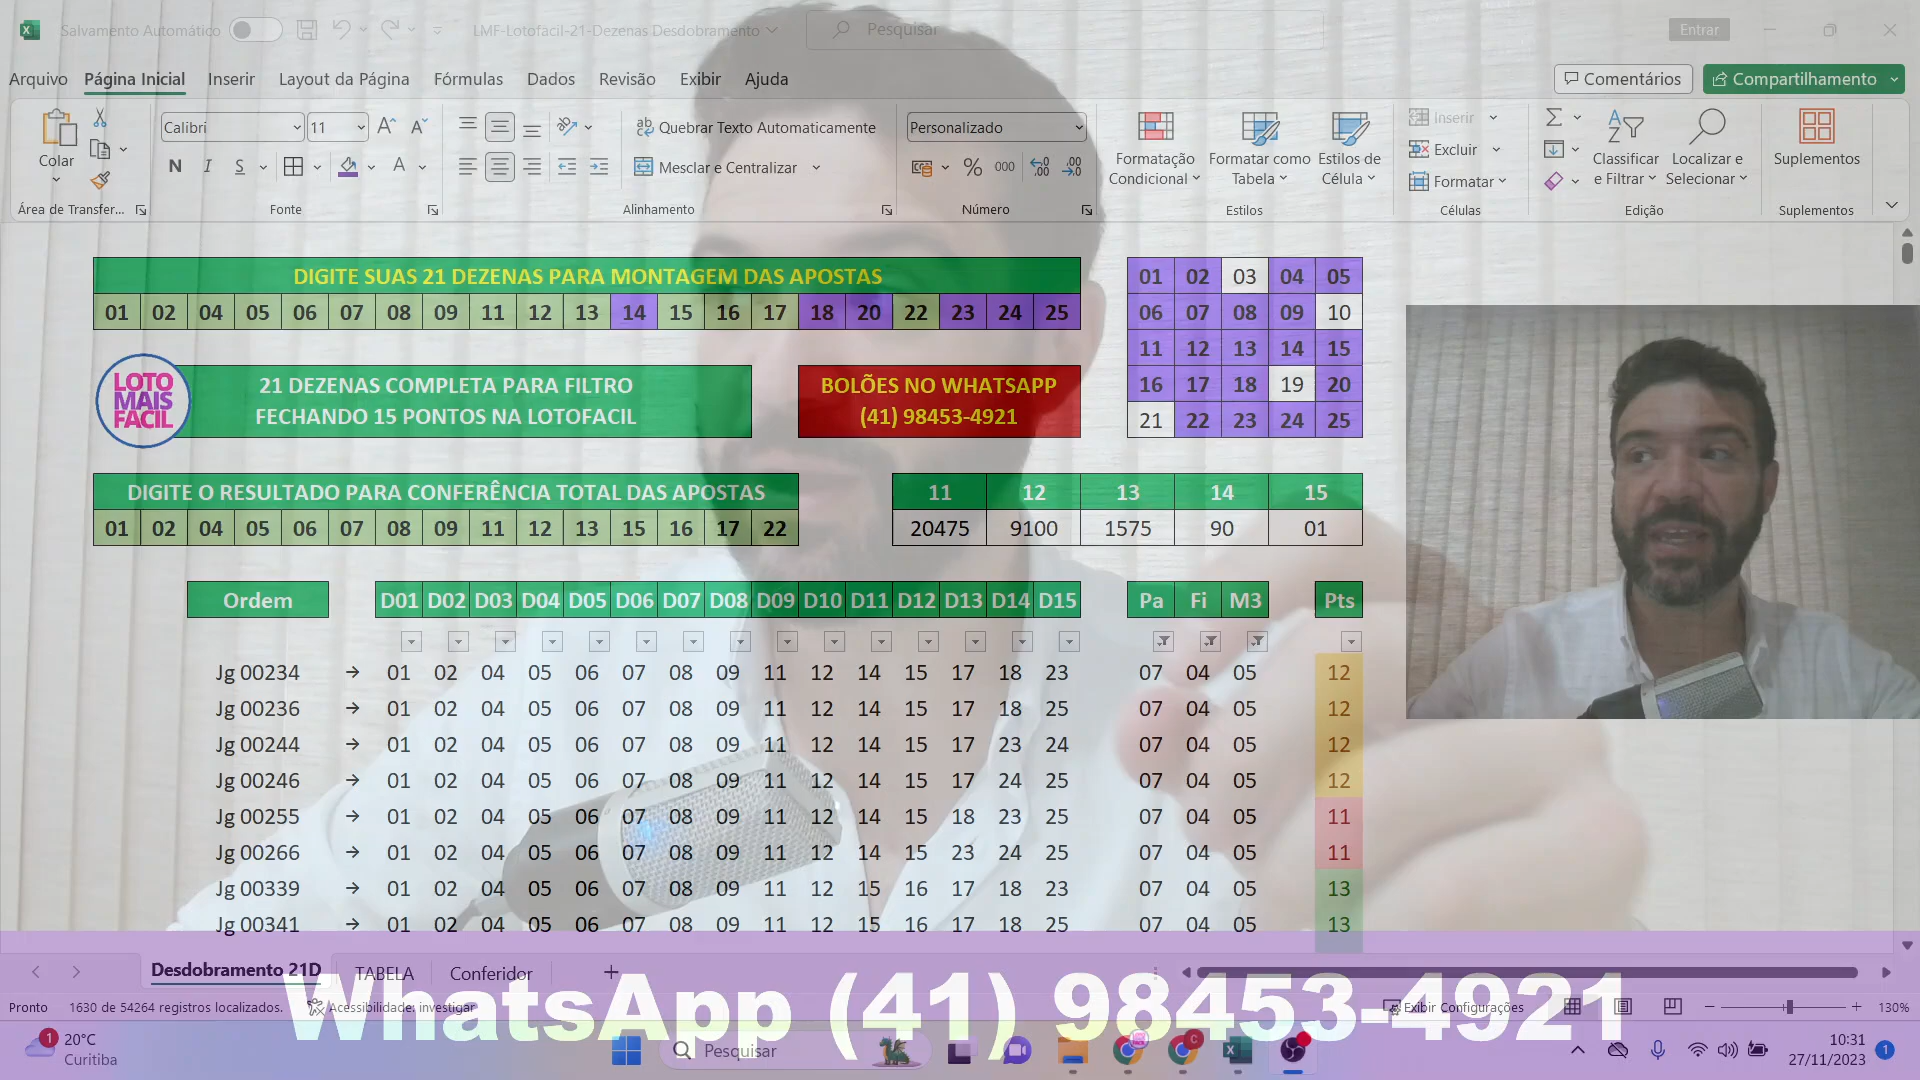 Salvamento Automático
LMF-Lotofacil-21-Dezenas Desdobramento
Pesquisar
Entrar
Arquivo Página Inicial Inserir Layout da Página Fórmulas Dados Revisão Exibir Ajuda
Comentários Compartilhamento
Colar
Calibri 11
N I S
Quebrar Texto Automaticamente
Mesclar e Centralizar
Personalizado
% 000
Formatação Condicional
Formatar como Tabela
Estilos de Célula
Inserir
Excluir
Formatar
Classificar e Filtrar
Localizar e Selecionar
Suplementos
Área de Transfer... Fonte Alinhamento Número Estilos Células Edição Suplementos
DIGITE SUAS 21 DEZENAS PARA MONTAGEM DAS APOSTAS
01 02 04 05 06 07 08 09 11 12 13 14 15 16 17 18 20 22 23 24 25
01 02 03 04 05
06 07 08 09 10
11 12 13 14 15
16 17 18 19 20
21 22 23 24 25
LOTO
MAIS
FACIL
21 DEZENAS COMPLETA PARA FILTRO
FECHANDO 15 PONTOS NA LOTOFACIL
BOLÕES NO WHATSAPP
(41) 98453-4921
DIGITE O RESULTADO PARA CONFERÊNCIA TOTAL DAS APOSTAS
01 02 04 05 06 07 08 09 11 12 13 15 16 17 22
11 12 13 14 15
20475 9100 1575 90 01
Ordem D01 D02 D03 D04 D05 D06 D07 D08 D09 D10 D11 D12 D13 D14 D15 Pa Fi M3 Pts
Jg 00234 → 01 02 04 05 06 07 08 09 11 12 14 15 17 18 23 07 04 05 12
Jg 00236 → 01 02 04 05 06 07 08 09 11 12 14 15 17 18 25 07 04 05 12
Jg 00244 → 01 02 04 05 06 07 08 09 11 12 14 15 17 23 24 07 04 05 12
Jg 00246 → 01 02 04 05 06 07 08 09 11 12 14 15 17 24 25 07 04 05 12
Jg 00255 → 01 02 04 05 06 07 08 09 11 12 14 15 18 23 25 07 04 05 11
Jg 00266 → 01 02 04 05 06 07 08 09 11 12 14 15 23 24 25 07 04 05 11
Jg 00339 → 01 02 04 05 06 07 08 09 11 12 15 16 17 18 23 07 04 05 13
Jg 00341 → 01 02 04 05 06 07 08 09 11 12 15 16 17 18 25 07 04 05 13
Desdobramento 21D TABELA Conferidor
Pronto 1630 de 54264 registros localizados. Acessibilidade: investigar
Exibir Configurações
130%
WhatsApp (41) 98453-4921
1
20°C
Curitiba
Pesquisar
10:31
27/11/2023
1